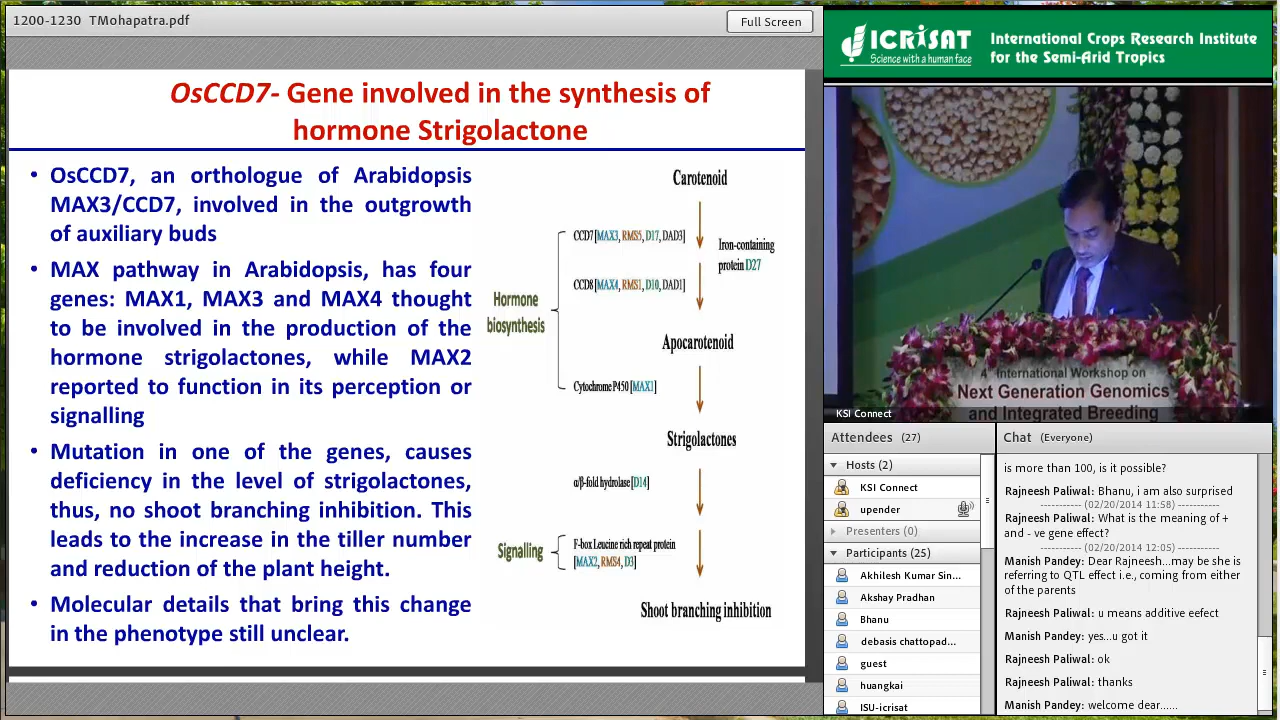 1200-1230 TMohapatra.pdf
Full Screen
OsCCD7- Gene involved in the synthesis of
hormone Strigolactone
• OsCCD7, an orthologue of Arabidopsis
MAX3/CCD7, involved in the outgrowth
of auxiliary buds
• MAX pathway in Arabidopsis, has four
genes: MAX1, MAX3 and MAX4 thought
to be involved in the production of the
hormone strigolactones, while MAX2
reported to function in its perception or
signalling
• Mutation in one of the genes, causes
deficiency in the level of strigolactones,
thus, no shoot branching inhibition. This
leads to the increase in the tiller number
and reduction of the plant height.
• Molecular details that bring this change
in the phenotype still unclear.
Carotenoid
CCD7 [MAX3, RMS5, D17, DAD3]
Iron-containing
protein D27
CCD8 [MAX4, RMS1, D10, DAD1]
Hormone
biosynthesis
Apocarotenoid
Cytochrome P450 [MAX1]
Strigolactones
α/β-fold hydrolase [D14]
Signalling
F-box Leucine rich repeat protein
[MAX2, RMS4, D3]
Shoot branching inhibition
ICRISAT
Science with a human face
International Crops Research Institute
for the Semi-Arid Tropics
4th International Workshop on
Next Generation Genomics
and Integrated Breeding
KSI Connect
Attendees (27)
Hosts (2)
KSI Connect
upender
Presenters (0)
Participants (25)
Akhilesh Kumar Sin...
Akshay Pradhan
Bhanu
debasis chattopad...
guest
huangkai
ISU-icrisat
Chat (Everyone)
is more than 100, is it possible?
Rajneesh Paliwal: Bhanu, i am also surprised
----------- (02/20/2014 11:58) -----------
Rajneesh Paliwal: What is the meaning of +
and - ve gene effect?
----------- (02/20/2014 12:05) -----------
Manish Pandey: Dear Rajneesh...may be she is
referring to QTL effect i.e., coming from either
of the parents
Rajneesh Paliwal: u means additive eefect
Manish Pandey: yes...u got it
Rajneesh Paliwal: ok
Rajneesh Paliwal: thanks
Manish Pandey: welcome dear......